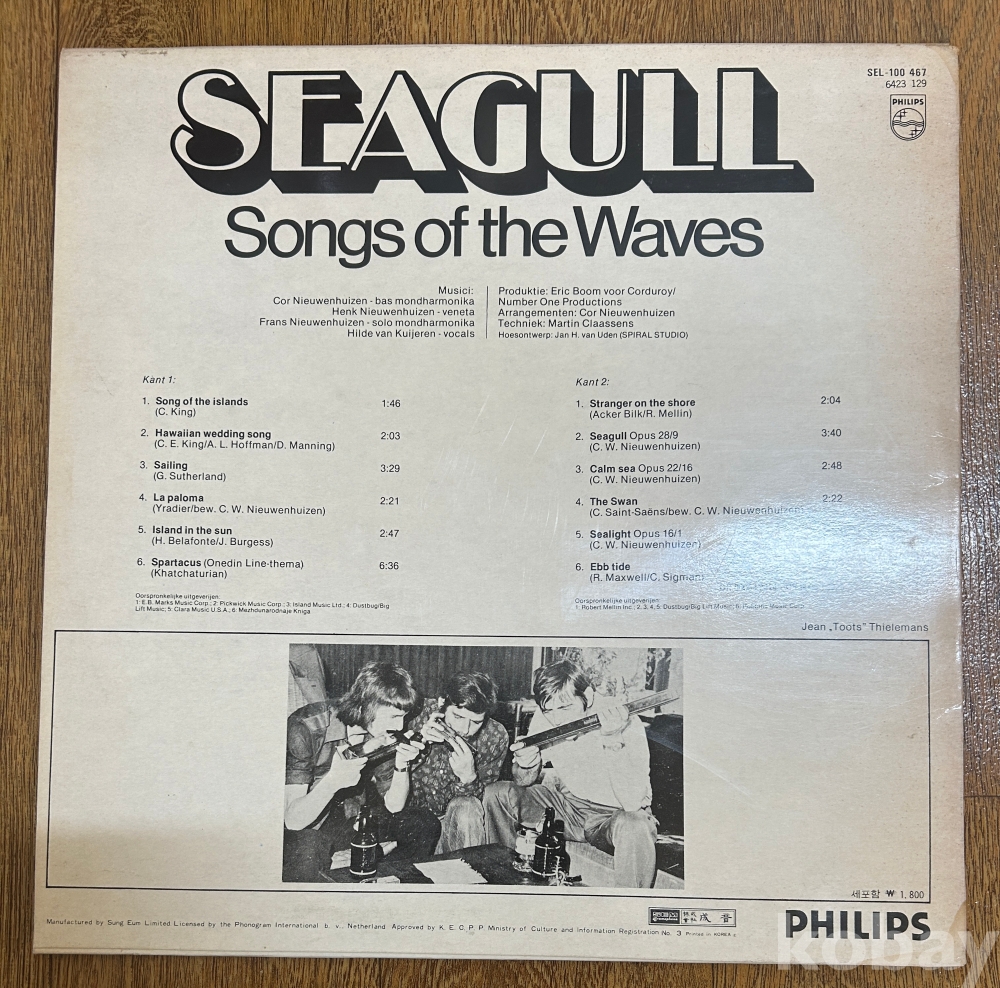 SEAGULL
Songs of the Waves
SEL-100 467
6423 129
PHILIPS
Musici:
Cor Nieuwenhuizen - bas mondharmonika
Henk Nieuwenhuizen - veneta
Frans Nieuwenhuizen - solo mondharmonika
Hilde van Kuijeren - vocals
Produktie: Eric Boom voor Corduroy/
Number One Productions
Arrangementen: Cor Nieuwenhuizen
Techniek: Martin Claassens
Hoesontwerp: Jan H. van Uden (SPIRAL STUDIO)
Kant 1:
1. Song of the islands 1:46
(C. King)
2. Hawaiian wedding song 2:03
(C. E. King/A. L. Hoffman/D. Manning)
3. Sailing 3:29
(G. Sutherland)
4. La paloma 2:21
(Yradier/bew. C. W. Nieuwenhuizen)
5. Island in the sun 2:47
(H. Belafonte/J. Burgess)
6. Spartacus (Onedin Line-thema) 6:36
(Khatchaturian)
Oorspronkelijke uitgeverijen:
1: E.B. Marks Music Corp.; 2: Pickwick Music Corp.; 3: Island Music Ltd.; 4: Dustbug/Big
Lift Music; 5: Clara Music U.S.A.; 6: Mezhdunarodnaje Kniga
Kant 2:
1. Stranger on the shore 2:04
(Acker Bilk/R. Mellin)
2. Seagull Opus 28/9 3:40
(C. W. Nieuwenhuizen)
3. Calm sea Opus 22/16 2:48
(C. W. Nieuwenhuizen)
4. The Swan 2:22
(C. Saint-Saëns/bew. C. W. Nieuwenhuizen)
5. Sealight Opus 16/1
(C. W. Nieuwenhuizen)
6. Ebb tide
(R. Maxwell/C. Sigman)
Oorspronkelijke uitgeverijen:
1: Robert Mellin Inc.; 2, 3, 4, 5: Dustbug/Big Lift Music; 6:
Jean „Toots” Thielemans
세포함 ₩ 1,800
Manufactured by Sung Eum Limited Licensed by the Phonogram International b. v., Netherland Approved by K. E. C. P. P. Ministry of Culture and Information Registration No. 3 Printed in KOREA c
株式會社 成音
PHILIPS
kobay